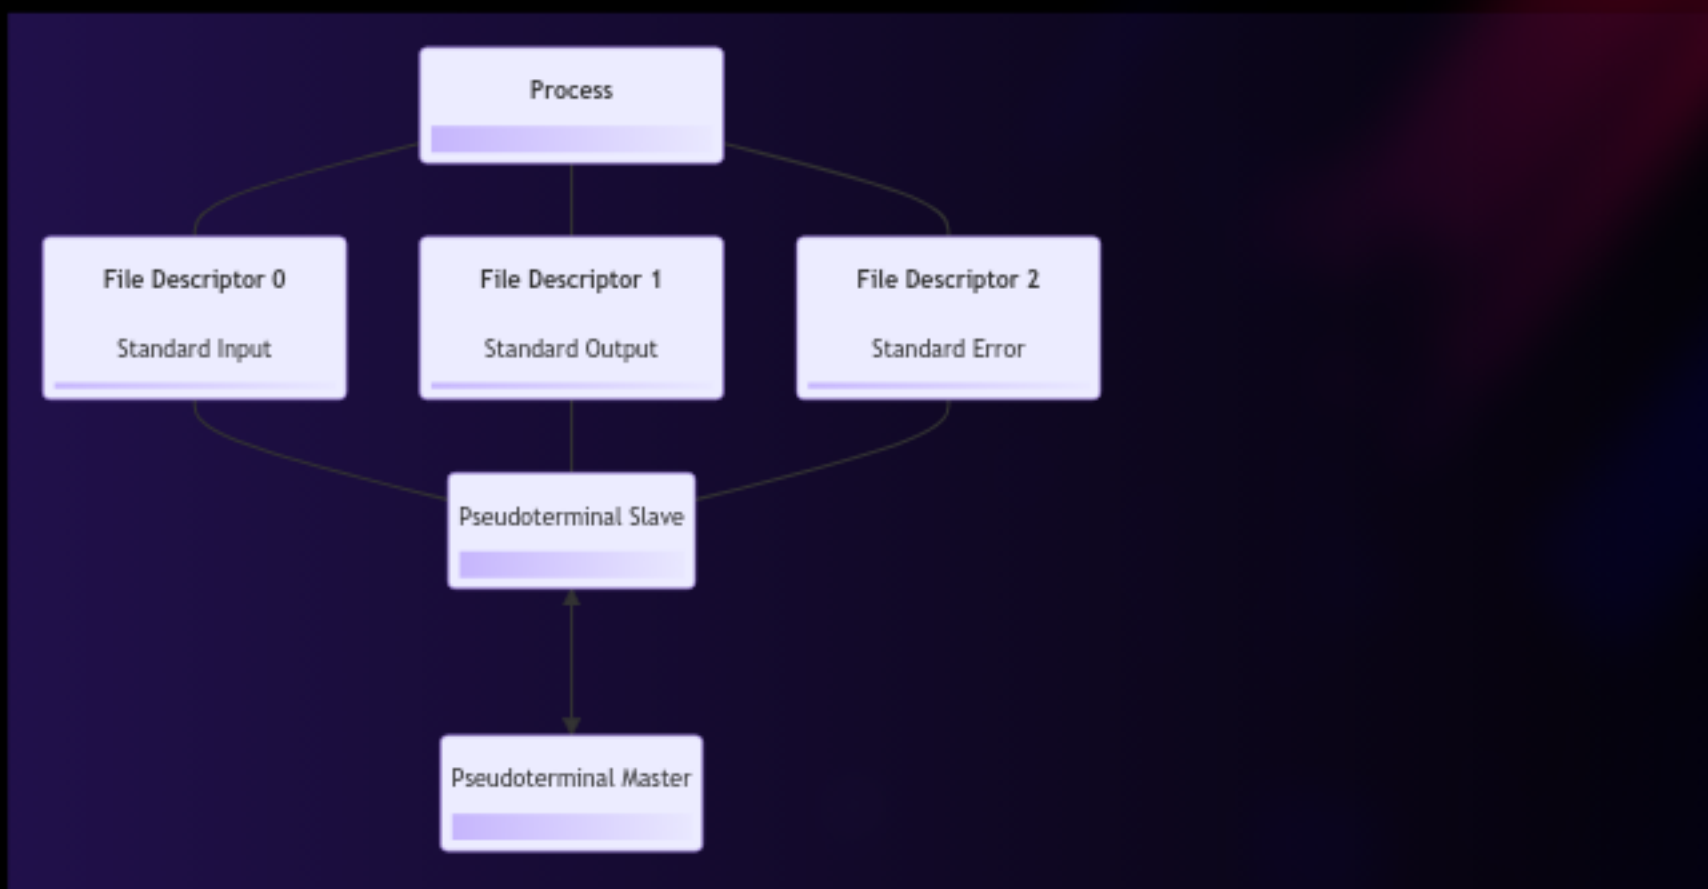 Process
File Descriptor 0
Standard Input
File Descriptor 1
Standard Output
File Descriptor 2
Standard Error
Pseudoterminal Slave
Pseudoterminal Master